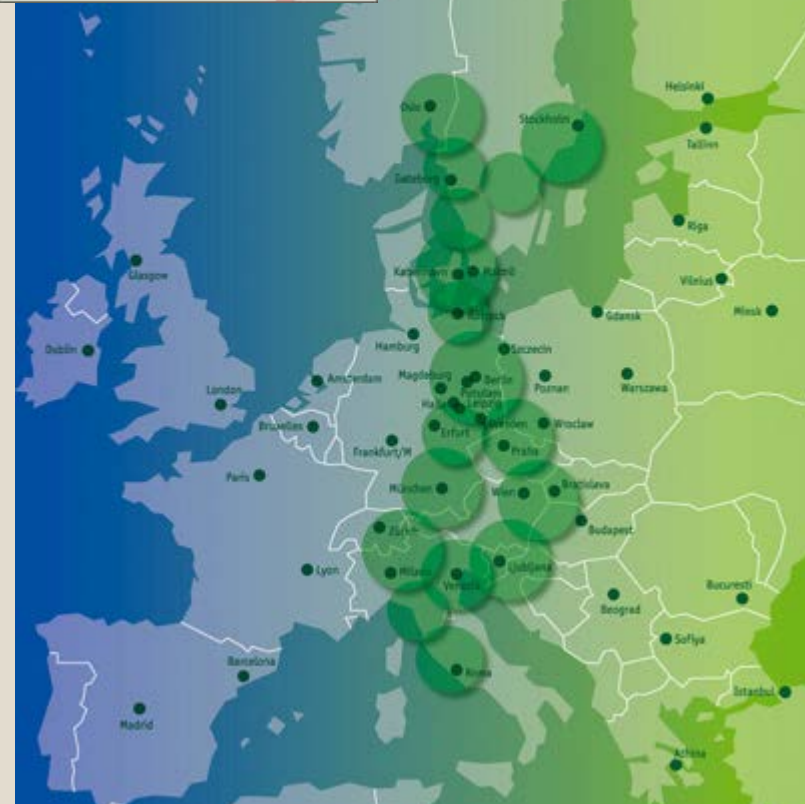 Helsinki
Oslo
Stockholm
Tallinn
Göteborg
Riga
Glasgow
København
Malmö
Vilnius
Minsk
Rostock
Gdansk
Dublin
Hamburg
Szczecin
Amsterdam
Magdeburg
Berlin
Poznan
Warszawa
London
Potsdam
Halle
Leipzig
Bruxelles
Dresden
Wroclaw
Erfurt
Frankfurt/M
Praha
Paris
München
Wien
Bratislava
Zürich
Budapest
Lyon
Milano
Venezia
Ljubljana
Bucuresti
Beograd
Sofiya
Barcelona
Roma
Istanbul
Madrid
Athina